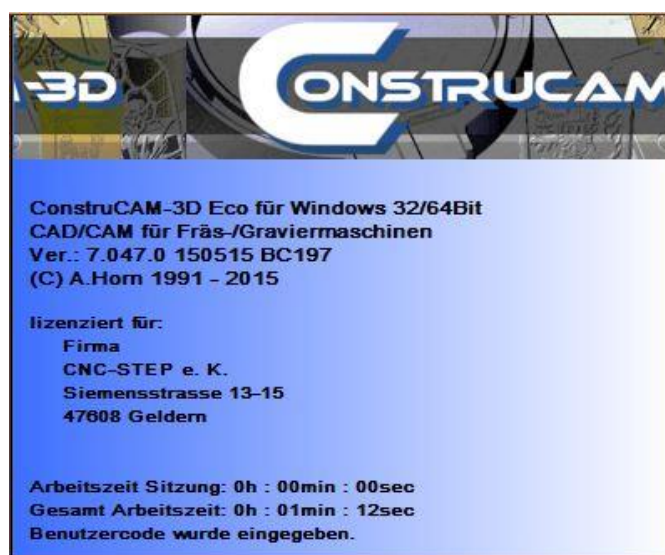 -3D CONSTRUCAM
ConstruCAM-3D Eco für Windows 32/64Bit
CAD/CAM für Fräs-/Graviermaschinen
Ver.: 7.047.0 150515 BC197
(C) A.Horn 1991 - 2015
lizenziert für:
Firma
CNC-STEP e. K.
Siemensstrasse 13-15
47608 Geldern
Arbeitszeit Sitzung: 0h : 00min : 00sec
Gesamt Arbeitszeit: 0h : 01min : 12sec
Benutzercode wurde eingegeben.